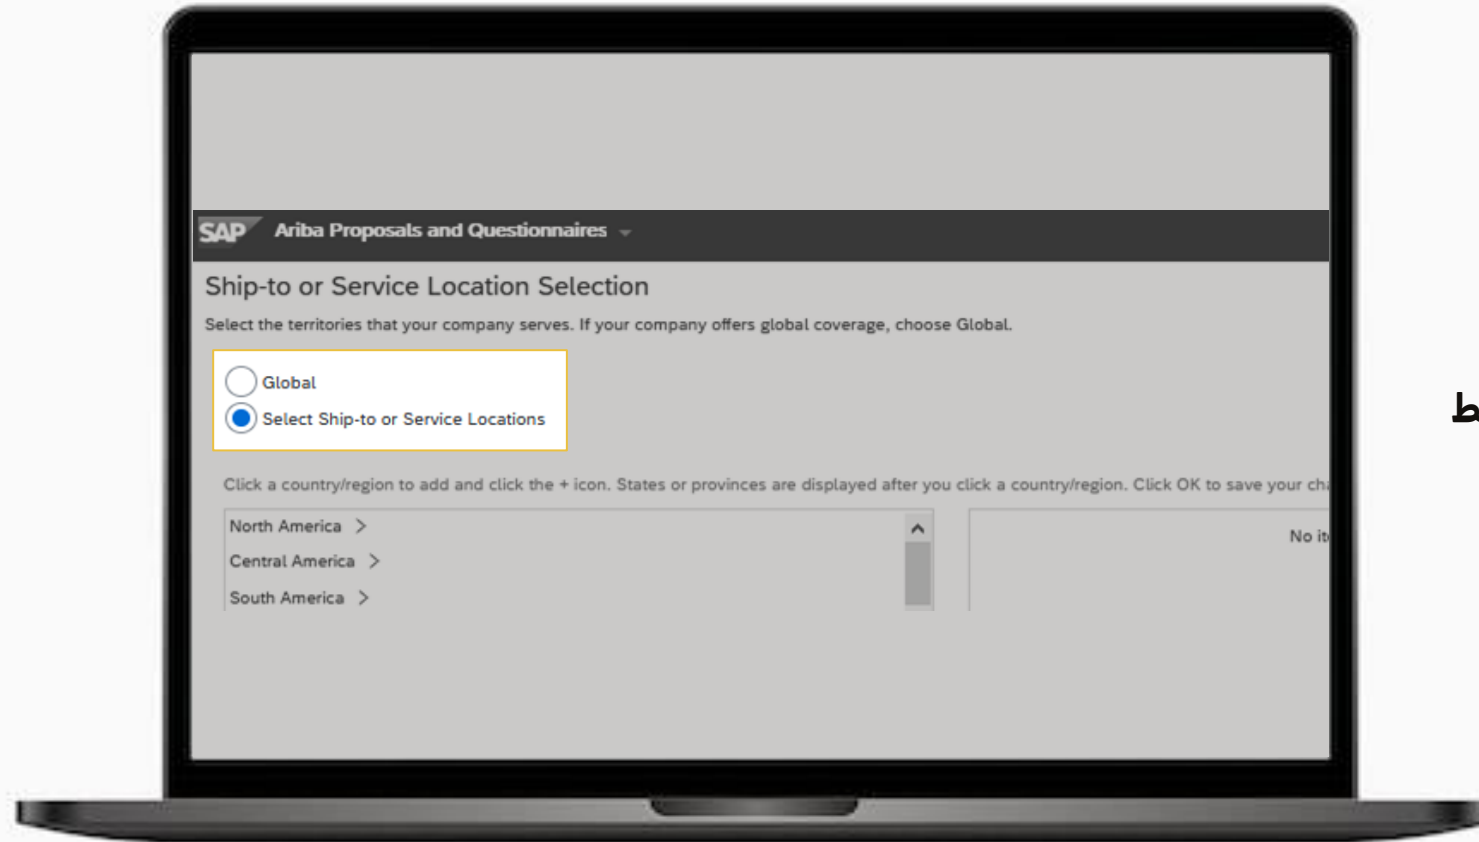 SAP Ariba Proposals and Questionnaires
Ship-to or Service Location Selection
Select the territories that your company serves. If your company offers global coverage, choose Global.
Global
Select Ship-to or Service Locations
Click a country/region to add and click the + icon. States or provinces are displayed after you click a country/region. Click OK to save your
North America >
No
Central America >
South America >